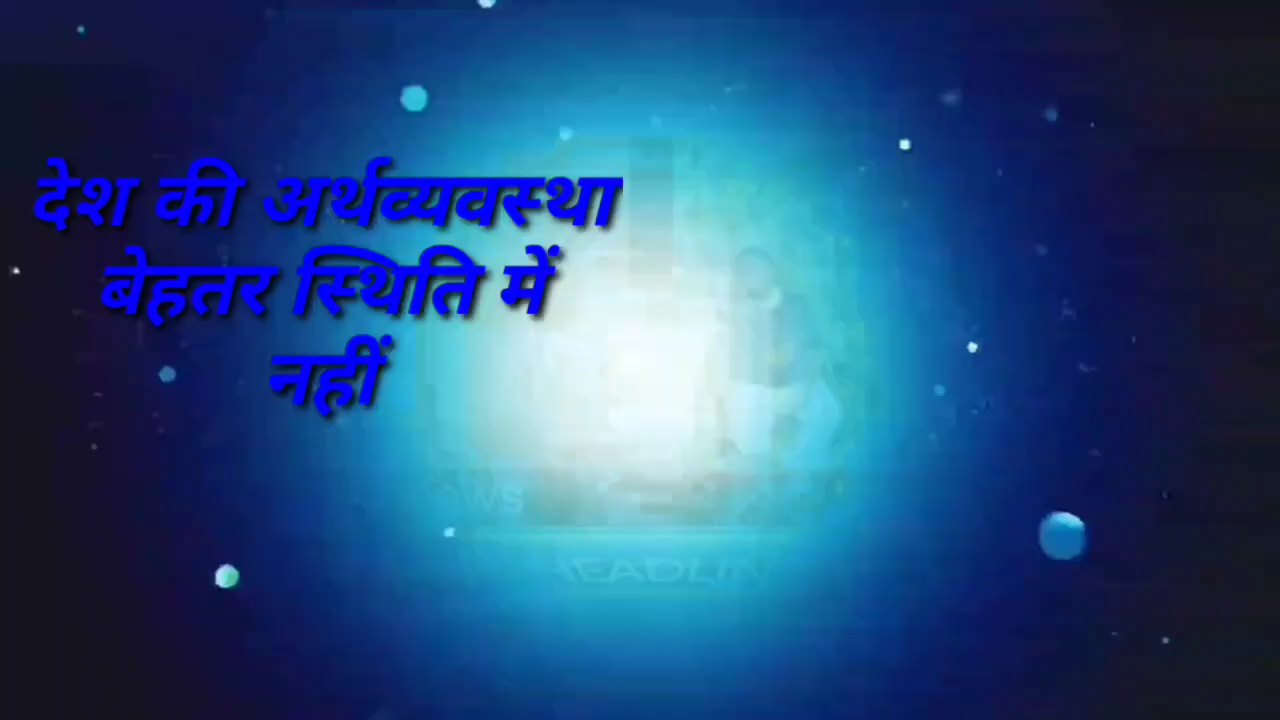 देश की अर्थव्यवस्था
बेहतर स्थिति में
नहीं